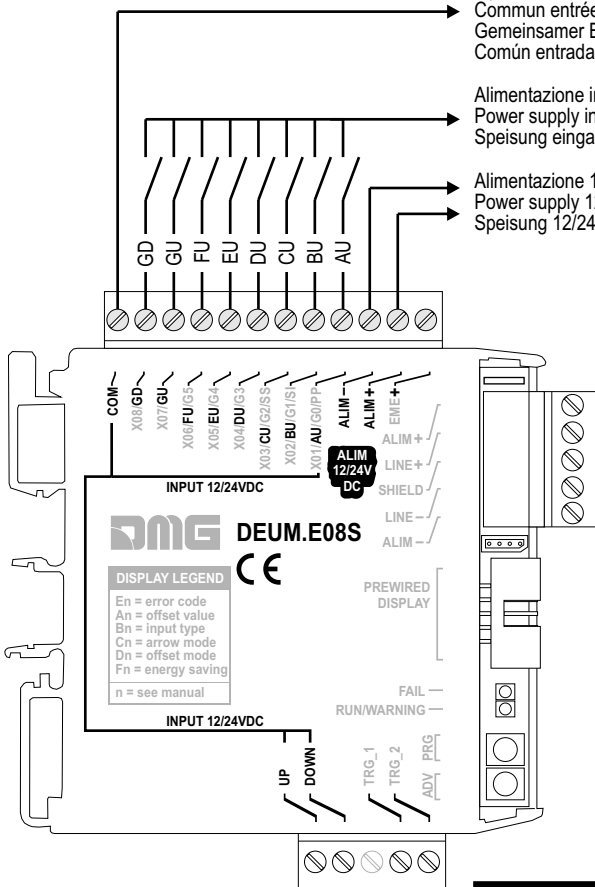 Commun entrée
Gemeinsamer
Común entrada
Alimentazione
Power supply
Speisung
Alimentazione
Power supply
Speisung 12/24
GD
GU
FU
EU
DU
CU
BU
AU
COM−
X08/GD
X07/GU
X06/FU/G5
X05/EU/G4
X04/DU/G3
X03/CU/G2/SS
X02/BU/G1/SI
X01/AU/G0/PP
ALIM−
ALIM+
EME+
ALIM+
LINE+
SHIELD
LINE−
ALIM−
ALIM
12/24V
DC
INPUT 12/24VDC
DMG
DEUM.E08S
CE
DISPLAY LEGEND
En = error code
An = offset value
Bn = input type
Cn = arrow mode
Dn = offset mode
Fn = energy saving
n = see manual
PREWIRED
DISPLAY
FAIL
RUN/WARNING
INPUT 12/24VDC
UP
DOWN
TRG_1
TRG_2
ADV
PRG